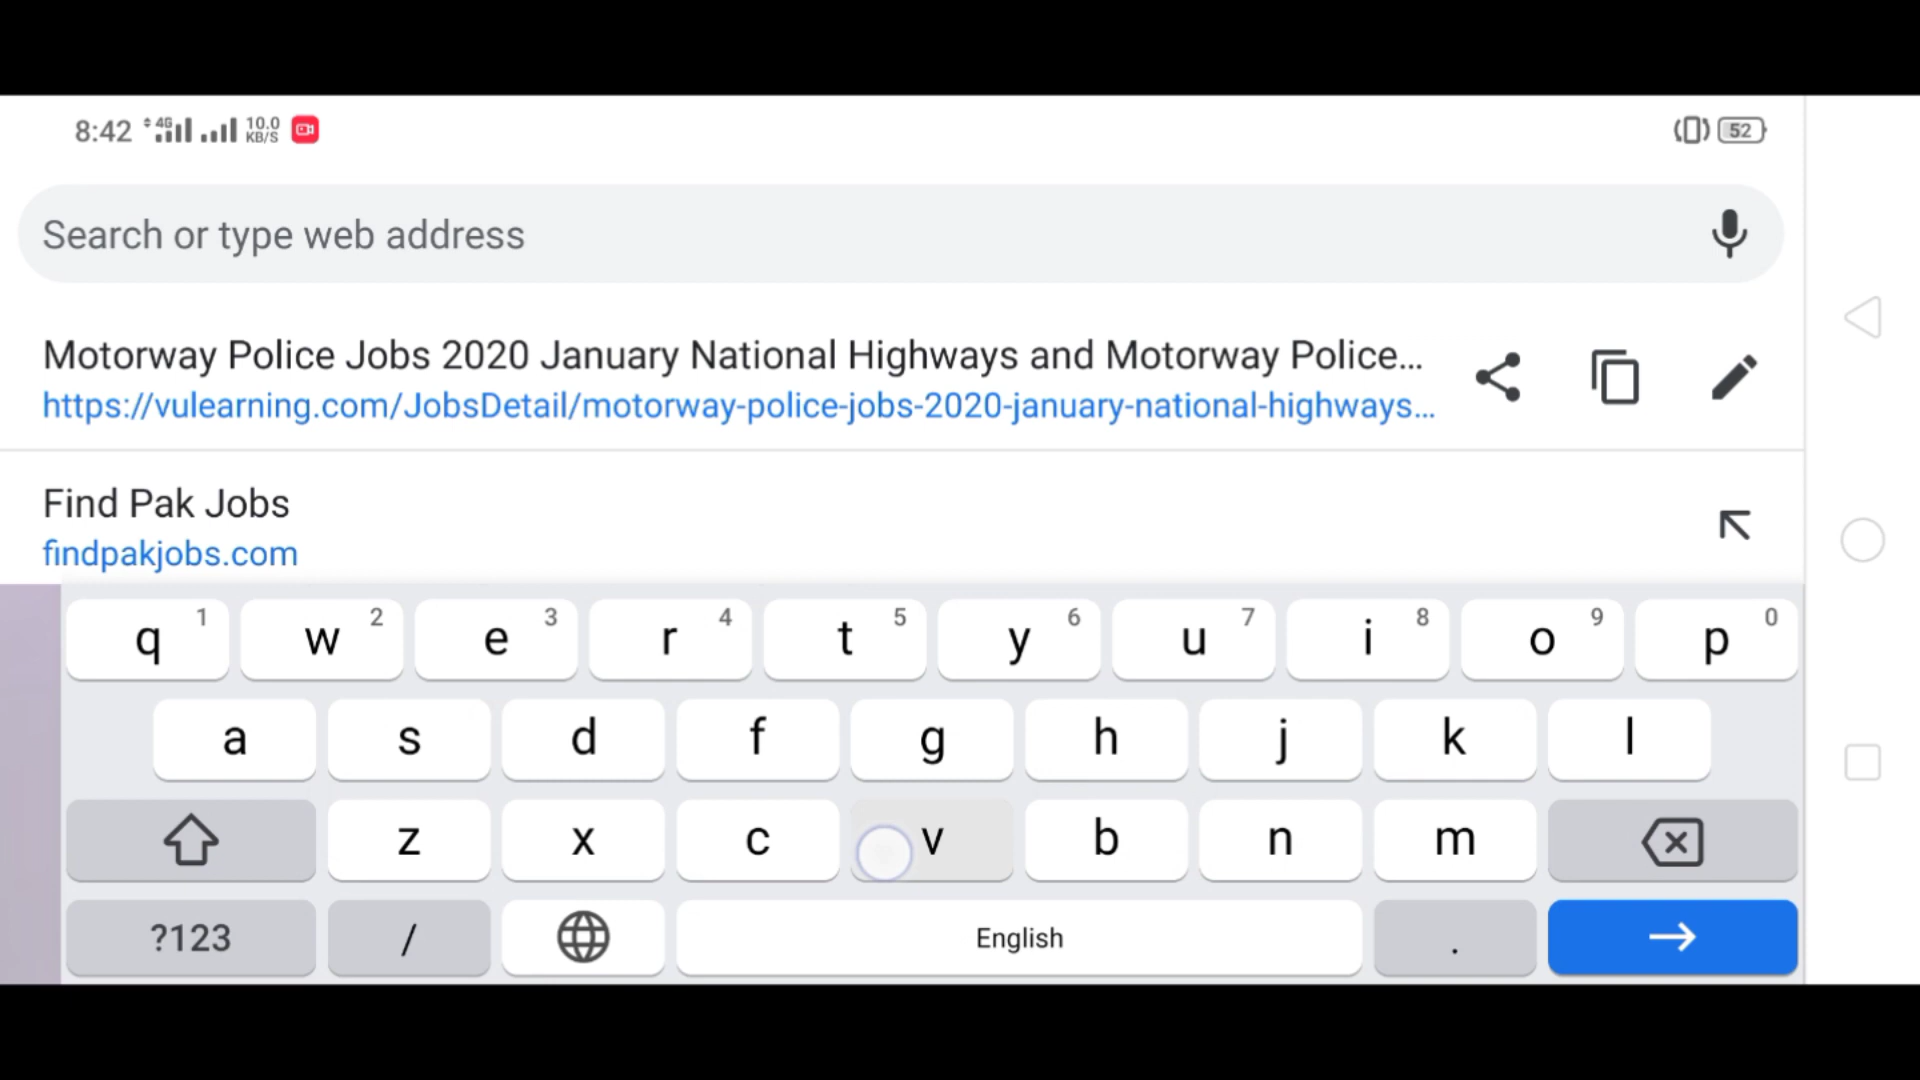 8:42 4G 10.0 KB/S 52
Search or type web address
Motorway Police Jobs 2020 January National Highways and Motorway Police...
https://vulearning.com/JobsDetail/motorway-police-jobs-2020-january-national-highways...
Find Pak Jobs
findpakjobs.com
q 1 w 2 e 3 r 4 t 5 y 6 u 7 i 8 o 9 p 0
a s d f g h j k l
z x c v b n m
?123 / English .